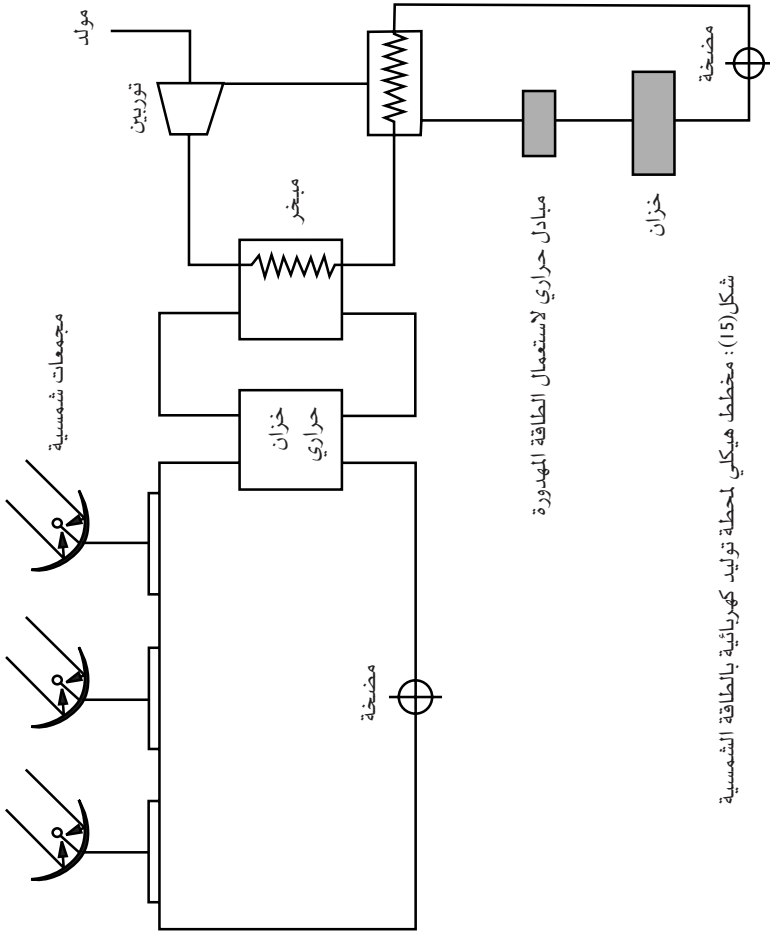 مولد
توربين
مبخر
مجمعات شمسية
خزان
حراري
مضخة
مضخة
خزان
مبادل حراري لاستعمال الطاقة المهدورة
شكل(15): مخطط هيكلي لمحطة توليد كهربائية بالطاقة الشمسية